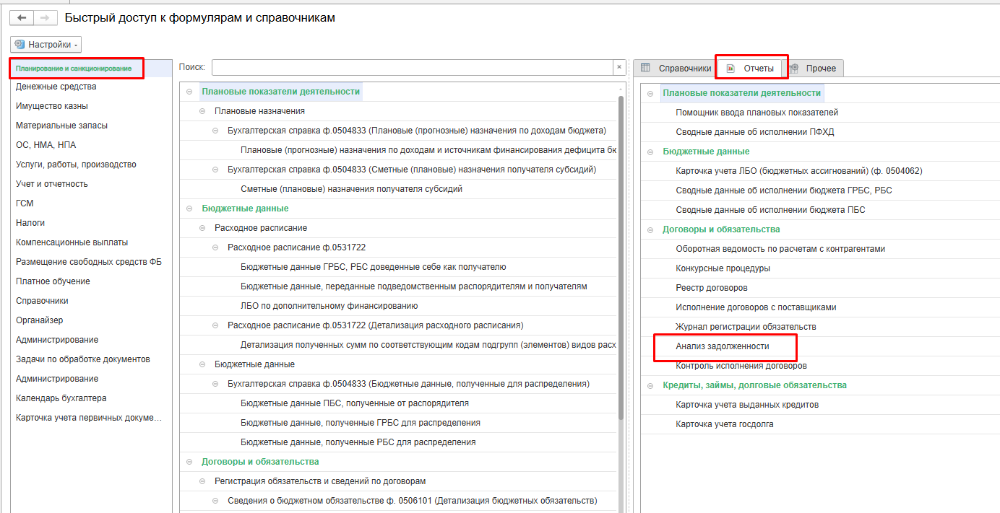 Быстрый доступ к формулярам и справочникам
Настройки
Планирование и санкционирование
Денежные средства
Имущество казны
Материальные запасы
ОС, НМА, НПА
Услуги, работы, производство
Учет и отчетность
ГСМ
Налоги
Компенсационные выплаты
Размещение свободных средств ФБ
Платное обучение
Справочники
Органайзер
Администрирование
Задачи по обработке документов
Администрирование
Календарь бухгалтера
Карточка учета первичных докуме...
Поиск:
×
Плановые показатели деятельности
Плановые назначения
Бухгалтерская справка ф.0504833 (Плановые (прогнозные) назначения по доходам бюджета)
Плановые (прогнозные) назначения по доходам и источникам финансирования дефицита бю
Бухгалтерская справка ф.0504833 (Сметные (плановые) назначения получателя субсидий)
Сметные (плановые) назначения получателя субсидий
Бюджетные данные
Расходное расписание
Расходное расписание ф.0531722
Бюджетные данные ГРБС, РБС доведенные себе как получателю
Бюджетные данные, переданные подведомственным распорядителям и получателям
ЛБО по дополнительному финансированию
Расходное расписание ф.0531722 (Детализация расходного расписания)
Детализация полученных сумм по соответствующим кодам подгрупп (элементов) видов расх
Бюджетные данные
Бухгалтерская справка ф.0504833 (Бюджетные данные, полученные для распределения)
Бюджетные данные ПБС, полученные от распорядителя
Бюджетные данные, полученные ГРБС для распределения
Бюджетные данные, полученные РБС для распределения
Договоры и обязательства
Регистрация обязательств и сведений по договорам
Сведения о бюджетном обязательстве ф. 0506101 (Детализация бюджетных обязательств)
Справочники
Отчеты
Прочее
Плановые показатели деятельности
Помощник ввода плановых показателей
Сводные данные об исполнении ПФХД
Бюджетные данные
Карточка учета ЛБО (бюджетных ассигнований) (ф. 0504062)
Сводные данные об исполнении бюджета ГРБС, РБС
Сводные данные об исполнении бюджета ПБС
Договоры и обязательства
Оборотная ведомость по расчетам с контрагентами
Конкурсные процедуры
Реестр договоров
Исполнение договоров с поставщиками
Журнал регистрации обязательств
Анализ задолженности
Контроль исполнения договоров
Кредиты, займы, долговые обязательства
Карточка учета выданных кредитов
Карточка учета госдолга